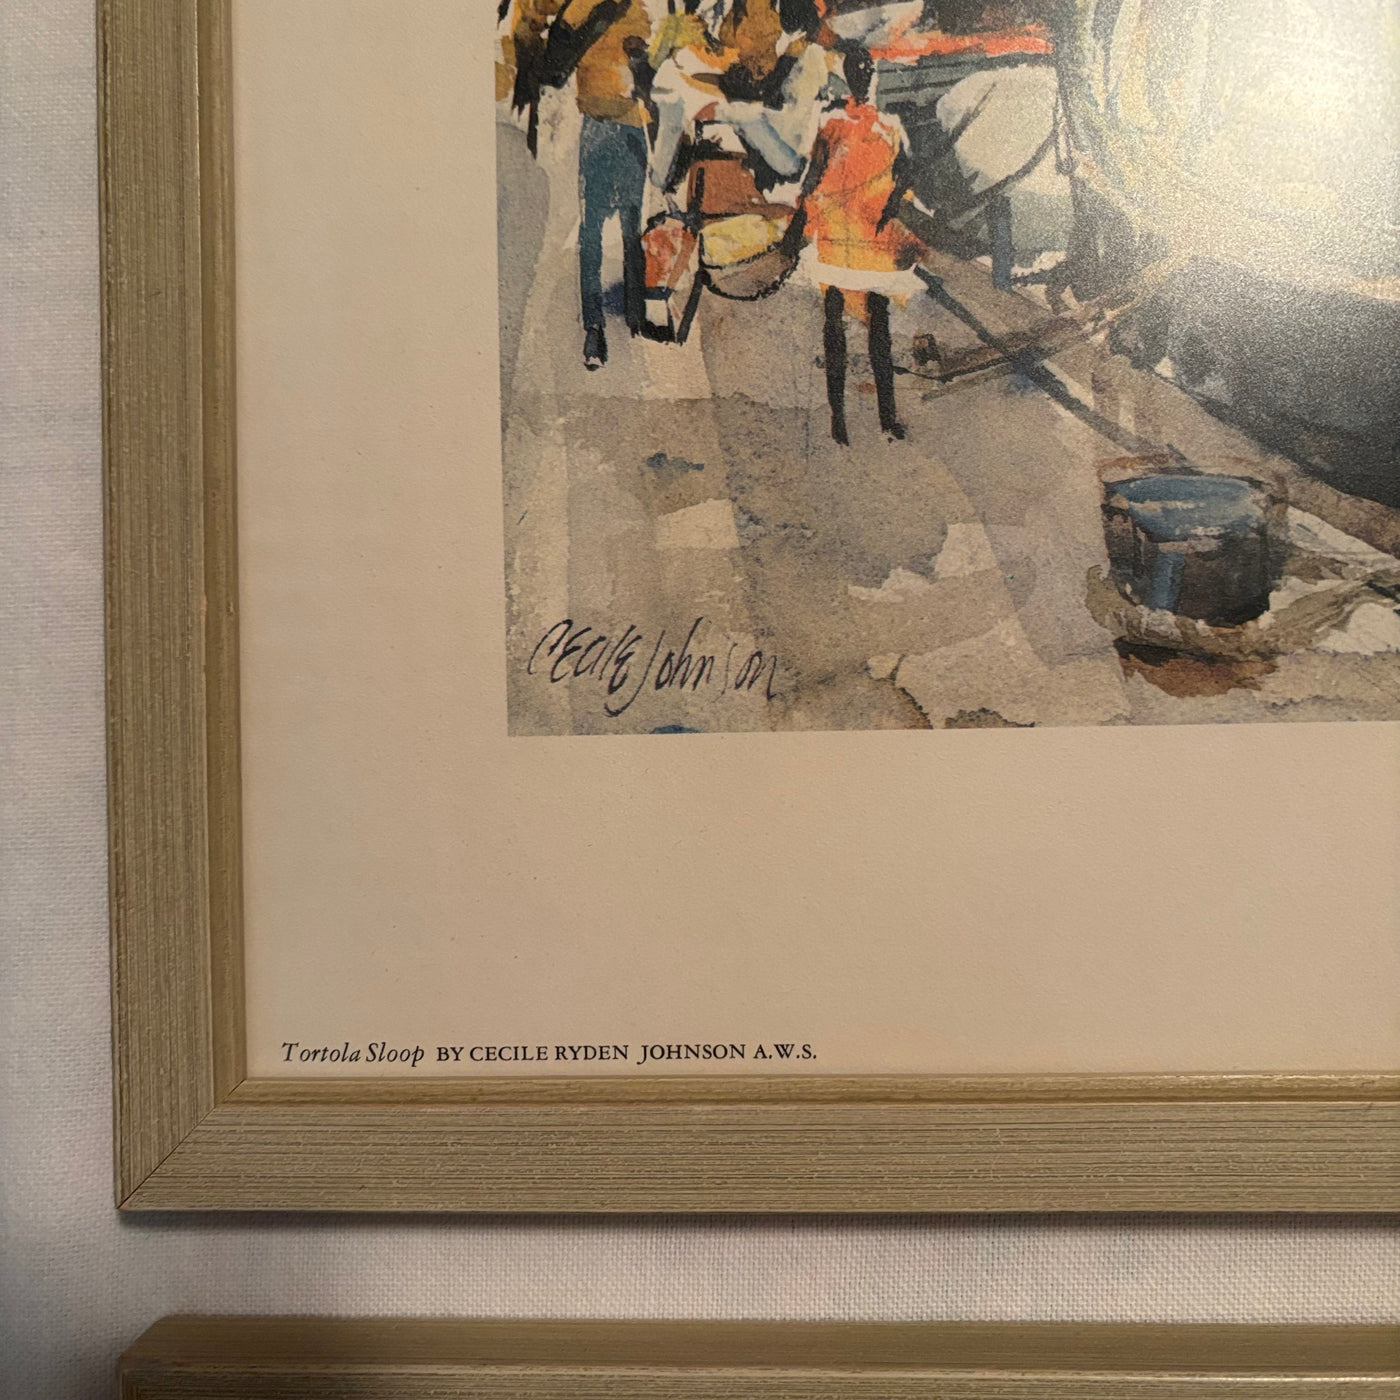 CECILE Johnson
Tortola Sloop BY CECILE RYDEN JOHNSON A.W.S.